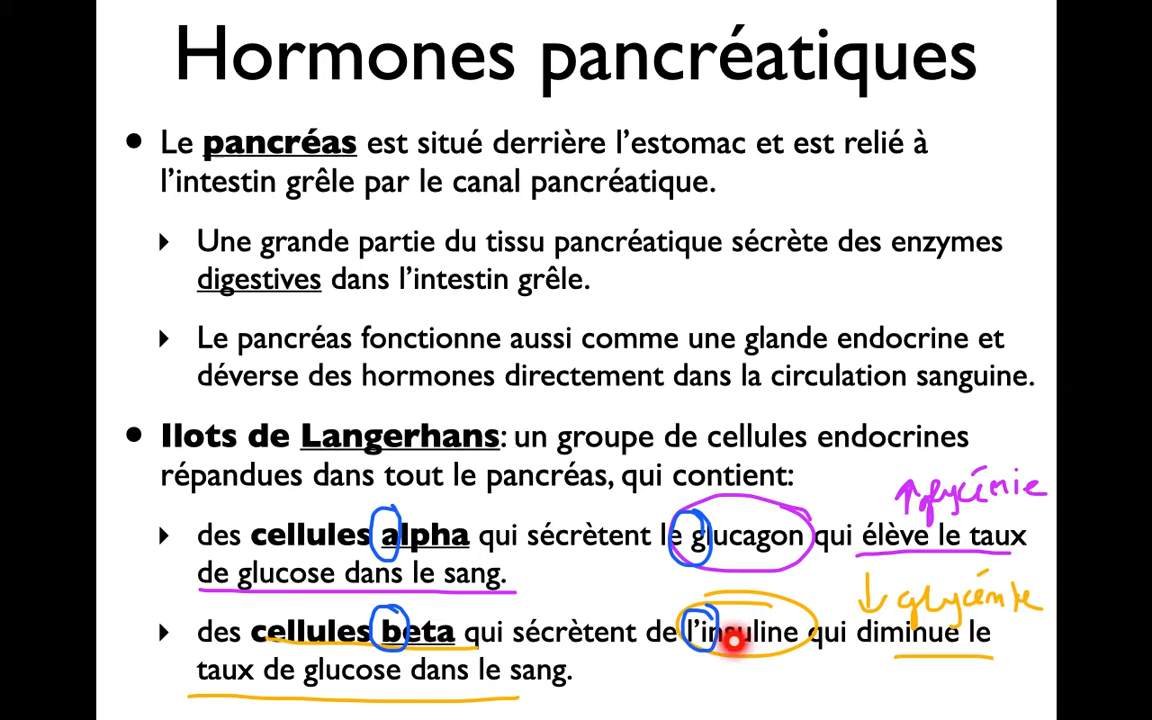 Hormones pancréatiques
• Le pancréas est situé derrière l’estomac et est relié à
l’intestin grêle par le canal pancréatique.
‣ Une grande partie du tissu pancréatique sécrète des enzymes
digestives dans l’intestin grêle.
‣ Le pancréas fonctionne aussi comme une glande endocrine et
déverse des hormones directement dans la circulation sanguine.
• Ilots de Langerhans: un groupe de cellules endocrines
répandues dans tout le pancréas, qui contient:
↑glycémie
‣ des cellules alpha qui sécrètent le glucagon qui élève le taux
de glucose dans le sang.
↓glycémie
‣ des cellules beta qui sécrètent de l’insuline qui diminue le
taux de glucose dans le sang.